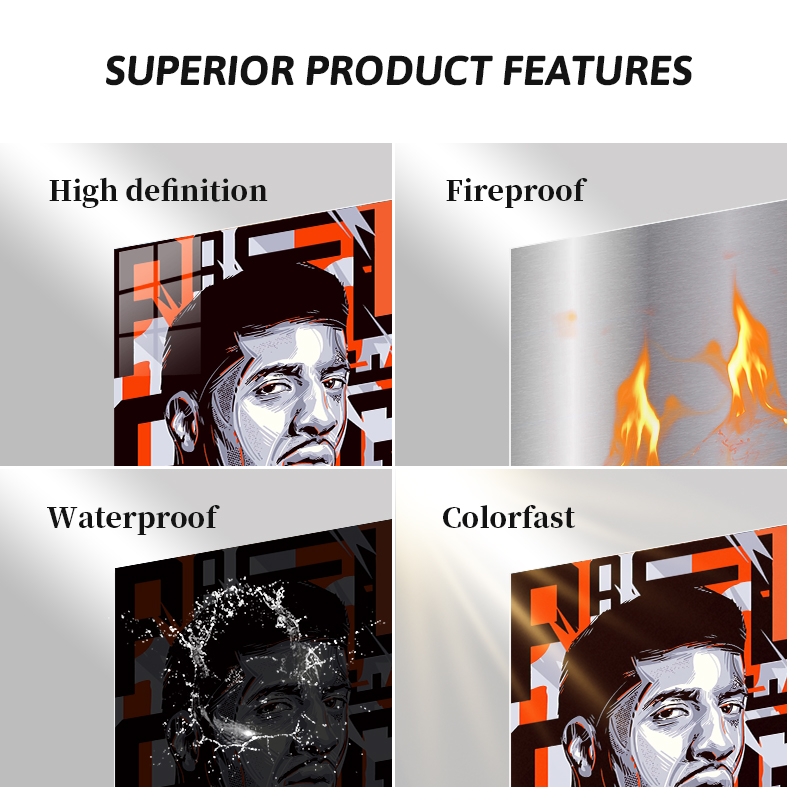 SUPERIOR PRODUCT FEATURES
High definition
Fireproof
Waterproof
Colorfast